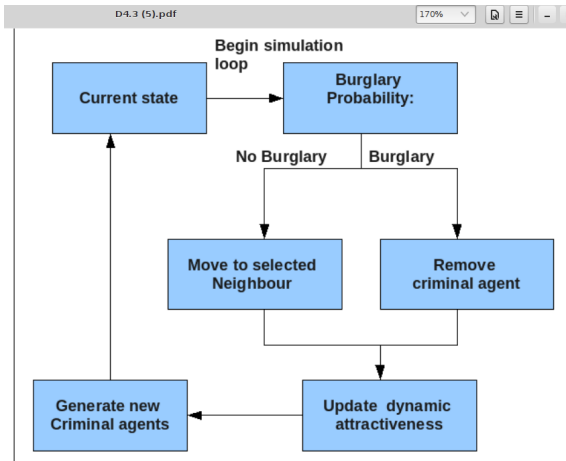 D4.3 (5).pdf
170%
Begin simulation
loop
Current state
Burglary
Probability:
No Burglary
Burglary
Move to selected
Neighbour
Remove
criminal agent
Generate new
Criminal agents
Update dynamic
attractiveness